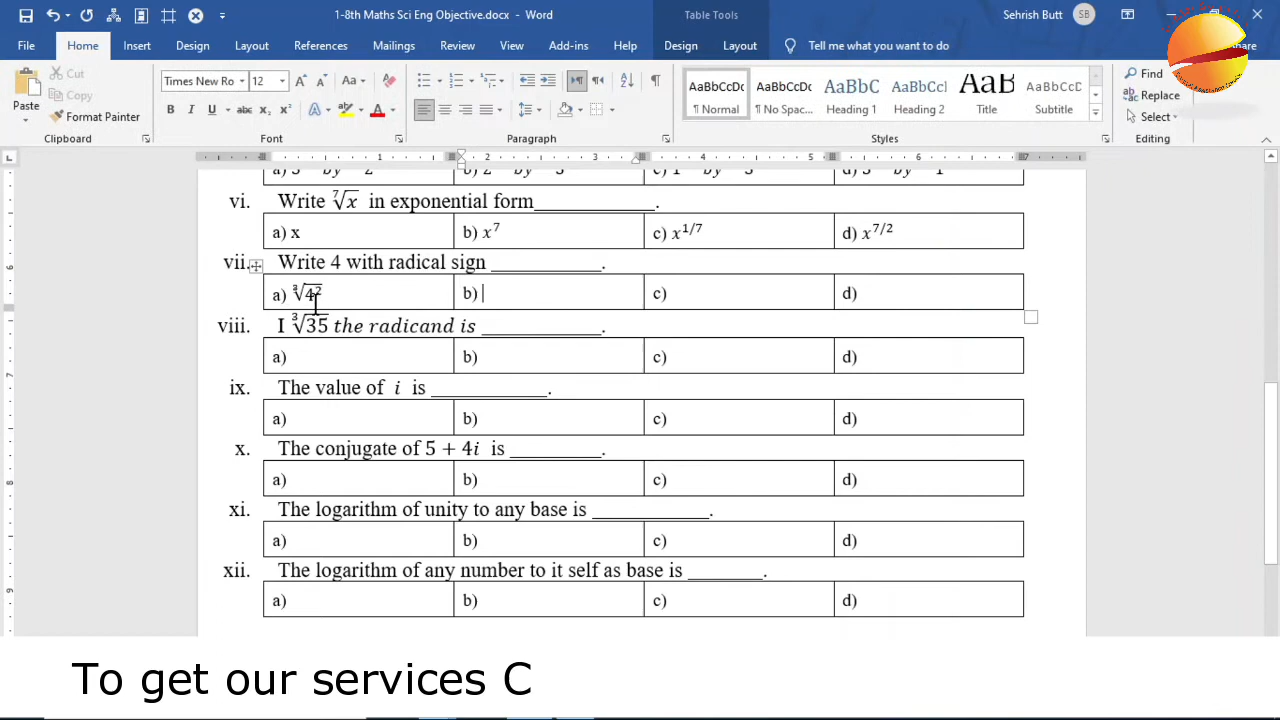 1-8th Maths Sci Eng Objective.docx - Word
Table Tools
Sehrish Butt
SB
File Home Insert Design Layout References Mailings Review View Add-ins Help Design Layout Tell me what you want to do
Paste
Cut
Copy
Format Painter
Clipboard
Times New Ro 12
Font
Paragraph
AaBbCcDc ¶ Normal
AaBbCcDc ¶ No Spac...
AaBbC Heading 1
AaBbCcl Heading 2
AaB Title
AaBbCcD Subtitle
Styles
Find
Replace
Select
Editing
vi. Write ⁷√x in exponential form____________.
a) x b) x⁷ c) x^1/7 d) x^7/2
vii. Write 4 with radical sign ___________.
a) √4² b) c) d)
viii. I ³√35 the radicand is ____________.
a) b) c) d)
ix. The value of i is ____________.
a) b) c) d)
x. The conjugate of 5 + 4i is _________.
a) b) c) d)
xi. The logarithm of unity to any base is ____________.
a) b) c) d)
xii. The logarithm of any number to it self as base is _______.
a) b) c) d)
To get our services C